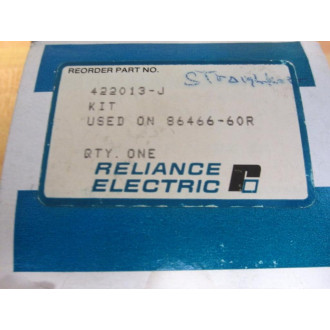 REORDER PART NO.
422013-J
KIT
USED ON 86466-60R
QTY. ONE
RELIANCE
ELECTRIC